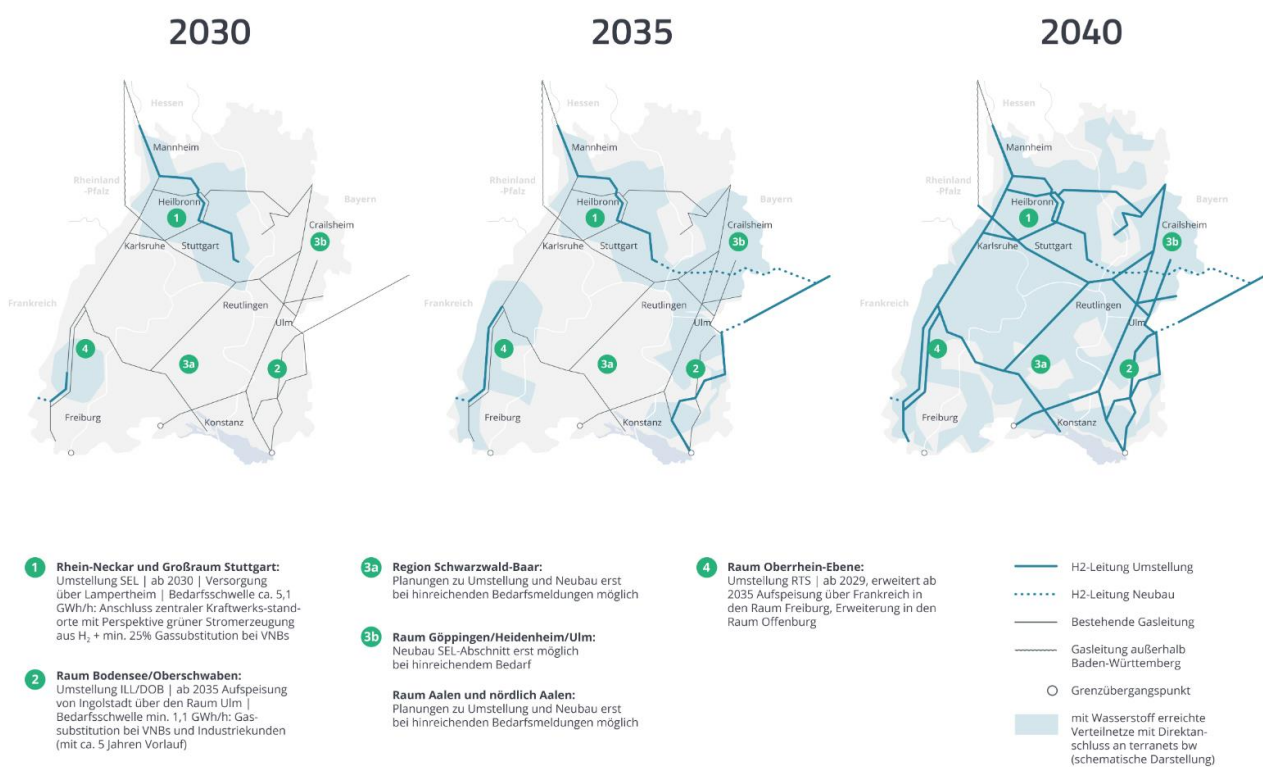 2030
2035
2040
Hessen
Mannheim
Rheinland
-Pfalz
Heilbronn
1
Bayern
Crailsheim
3b
Karlsruhe
Stuttgart
Frankreich
Reutlingen
Ulm
4
3a
2
Freiburg
Konstanz
Hessen
Mannheim
Rheinland
-Pfalz
Heilbronn
1
Bayern
Crailsheim
3b
Karlsruhe
Stuttgart
Frankreich
Reutlingen
Ulm
4
3a
2
Freiburg
Konstanz
Hessen
Mannheim
Rheinland
-Pfalz
Heilbronn
1
Bayern
Crailsheim
3b
Karlsruhe
Stuttgart
Frankreich
Reutlingen
Ulm
4
3a
2
Freiburg
Konstanz
1
Rhein-Neckar und Großraum Stuttgart:
Umstellung SEL | ab 2030 | Versorgung
über Lampertheim | Bedarfsschwelle ca. 5,1
GWh/h: Anschluss zentraler Kraftwerks-stand-
orte mit Perspektive grüner Stromerzeugung
aus H₂ + min. 25% Gassubstitution bei VNBs
2
Raum Bodensee/Oberschwaben:
Umstellung ILL/DOB | ab 2035 Aufspeisung
von Ingolstadt über den Raum Ulm |
Bedarfsschwelle min. 1,1 GWh/h: Gas-
substitution bei VNBs und Industriekunden
(mit ca. 5 Jahren Vorlauf)
3a
Region Schwarzwald-Baar:
Planungen zu Umstellung und Neubau erst
bei hinreichenden Bedarfsmeldungen möglich
3b
Raum Göppingen/Heidenheim/Ulm:
Neubau SEL-Abschnitt erst möglich
bei hinreichendem Bedarf
Raum Aalen und nördlich Aalen:
Planungen zu Umstellung und Neubau erst
bei hinreichenden Bedarfsmeldungen möglich
4
Raum Oberrhein-Ebene:
Umstellung RTS | ab 2029, erweitert ab
2035 Aufspeisung über Frankreich in
den Raum Freiburg, Erweiterung in den
Raum Offenburg
H2-Leitung Umstellung
H2-Leitung Neubau
Bestehende Gasleitung
Gasleitung außerhalb
Baden-Württemberg
Grenzübergangspunkt
mit Wasserstoff erreichte
Verteilnetze mit Direktan-
schluss an terranets bw
(schematische Darstellung)